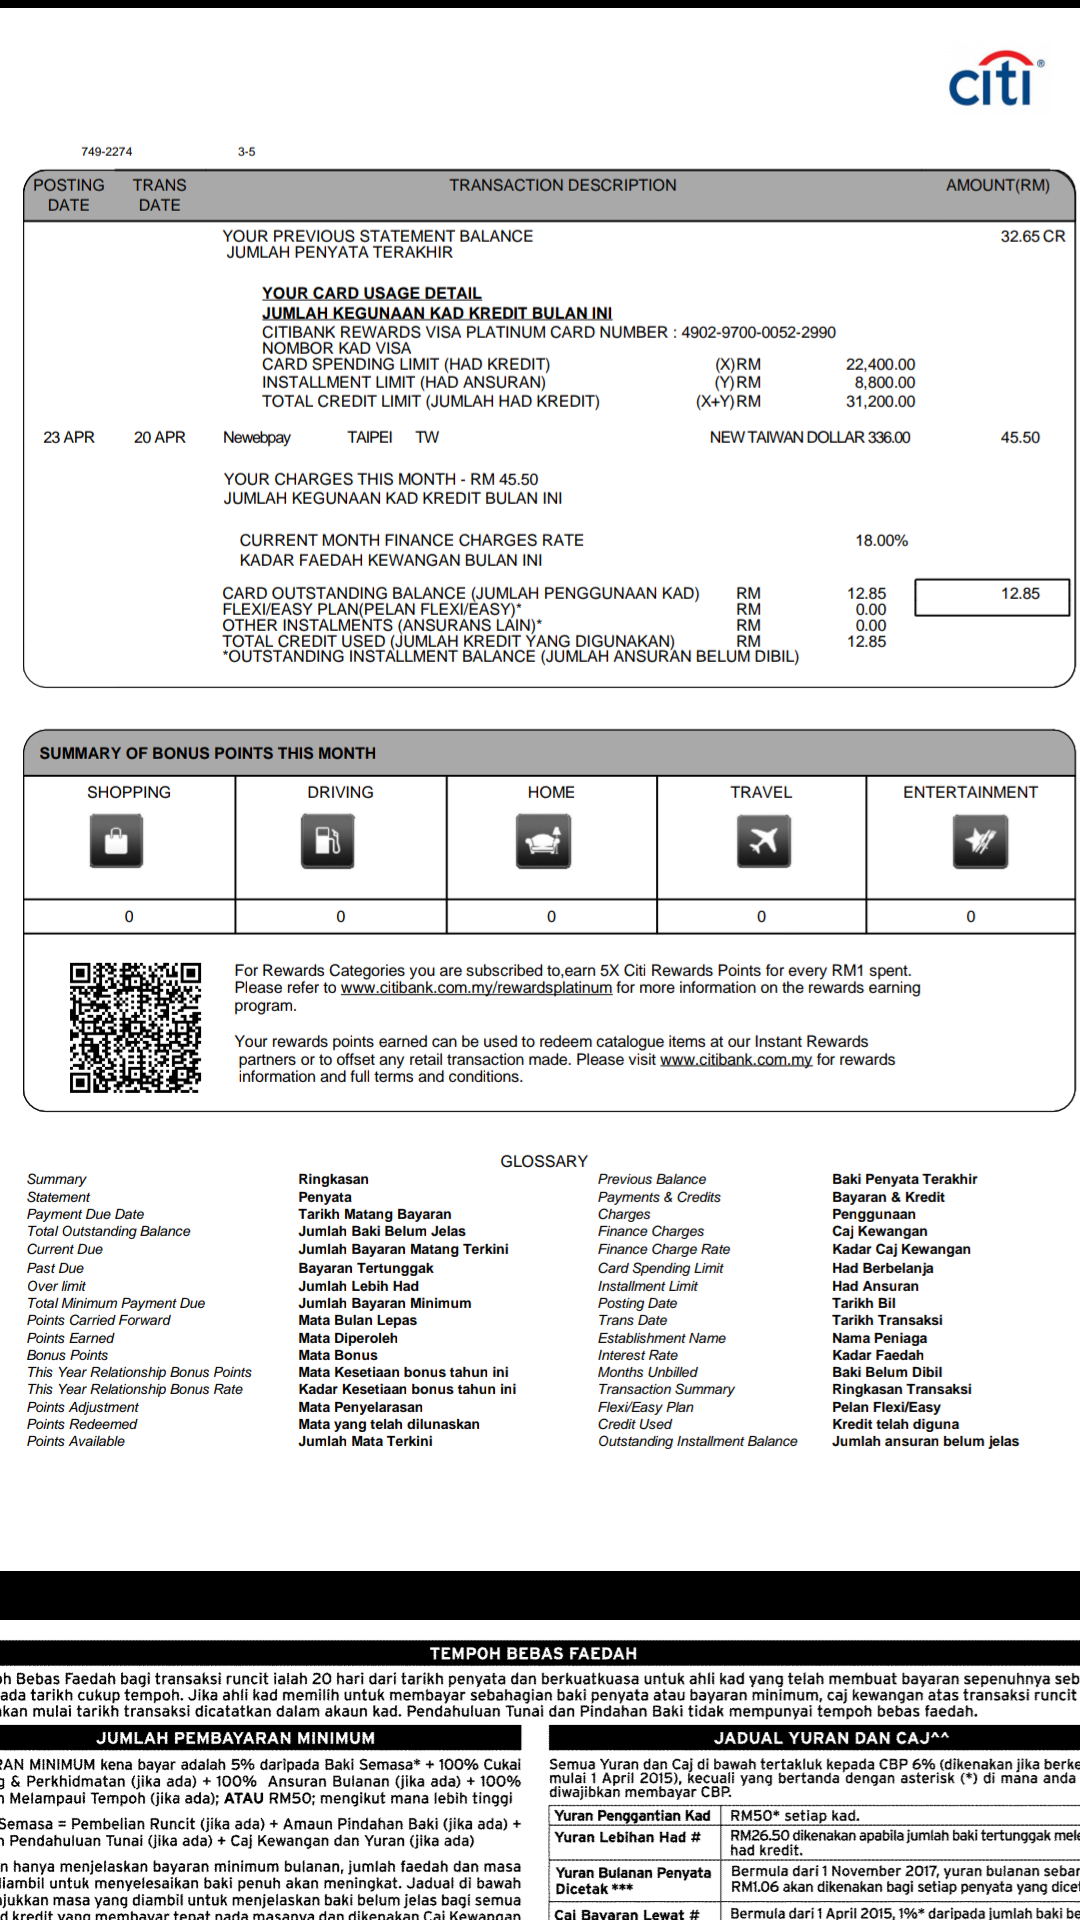 citi®
749-2274 3-5
POSTING DATE TRANS DATE TRANSACTION DESCRIPTION AMOUNT(RM)
YOUR PREVIOUS STATEMENT BALANCE 32.65 CR
JUMLAH PENYATA TERAKHIR
YOUR CARD USAGE DETAIL
JUMLAH KEGUNAAN KAD KREDIT BULAN INI
CITIBANK REWARDS VISA PLATINUM CARD NUMBER : 4902-9700-0052-2990
NOMBOR KAD VISA
CARD SPENDING LIMIT (HAD KREDIT) (X)RM 22,400.00
INSTALLMENT LIMIT (HAD ANSURAN) (Y)RM 8,800.00
TOTAL CREDIT LIMIT (JUMLAH HAD KREDIT) (X+Y)RM 31,200.00
23 APR 20 APR Newebpay TAIPEI TW NEW TAIWAN DOLLAR 336.00 45.50
YOUR CHARGES THIS MONTH - RM 45.50
JUMLAH KEGUNAAN KAD KREDIT BULAN INI
CURRENT MONTH FINANCE CHARGES RATE 18.00%
KADAR FAEDAH KEWANGAN BULAN INI
CARD OUTSTANDING BALANCE (JUMLAH PENGGUNAAN KAD) RM 12.85 12.85
FLEXI/EASY PLAN(PELAN FLEXI/EASY)* RM 0.00
OTHER INSTALMENTS (ANSURANS LAIN)* RM 0.00
TOTAL CREDIT USED (JUMLAH KREDIT YANG DIGUNAKAN) RM 12.85
*OUTSTANDING INSTALLMENT BALANCE (JUMLAH ANSURAN BELUM DIBIL)
SUMMARY OF BONUS POINTS THIS MONTH
SHOPPING DRIVING HOME TRAVEL ENTERTAINMENT
0 0 0 0 0
For Rewards Categories you are subscribed to,earn 5X Citi Rewards Points for every RM1 spent.
Please refer to www.citibank.com.my/rewardsplatinum for more information on the rewards earning
program.
Your rewards points earned can be used to redeem catalogue items at our Instant Rewards
partners or to offset any retail transaction made. Please visit www.citibank.com.my for rewards
information and full terms and conditions.
GLOSSARY
Summary Ringkasan Previous Balance Baki Penyata Terakhir
Statement Penyata Payments & Credits Bayaran & Kredit
Payment Due Date Tarikh Matang Bayaran Charges Penggunaan
Total Outstanding Balance Jumlah Baki Belum Jelas Finance Charges Caj Kewangan
Current Due Jumlah Bayaran Matang Terkini Finance Charge Rate Kadar Caj Kewangan
Past Due Bayaran Tertunggak Card Spending Limit Had Berbelanja
Over limit Jumlah Lebih Had Installment Limit Had Ansuran
Total Minimum Payment Due Jumlah Bayaran Minimum Posting Date Tarikh Bil
Points Carried Forward Mata Bulan Lepas Trans Date Tarikh Transaksi
Points Earned Mata Diperoleh Establishment Name Nama Peniaga
Bonus Points Mata Bonus Interest Rate Kadar Faedah
This Year Relationship Bonus Points Mata Kesetiaan bonus tahun ini Months Unbilled Baki Belum Dibil
This Year Relationship Bonus Rate Kadar Kesetiaan bonus tahun ini Transaction Summary Ringkasan Transaksi
Points Adjustment Mata Penyelarasan Flexi/Easy Plan Pelan Flexi/Easy
Points Redeemed Mata yang telah dilunaskan Credit Used Kredit telah diguna
Points Available Jumlah Mata Terkini Outstanding Installment Balance Jumlah ansuran belum jelas
TEMPOH BEBAS FAEDAH
oh Bebas Faedah bagi transaksi runcit ialah 20 hari dari tarikh penyata dan berkuatkuasa untuk ahli kad yang telah membuat bayaran sepenuhnya seb
ada tarikh cukup tempoh. Jika ahli kad memilih untuk membayar sebahagian baki penyata atau bayaran minimum, caj kewangan atas transaksi runcit
kan mulai tarikh transaksi dicatatkan dalam akaun kad. Pendahuluan Tunai dan Pindahan Baki tidak mempunyai tempoh bebas faedah.
JUMLAH PEMBAYARAN MINIMUM
RAN MINIMUM kena bayar adalah 5% daripada Baki Semasa* + 100% Cukai
g & Perkhidmatan (jika ada) + 100% Ansuran Bulanan (jika ada) + 100%
n Melampaui Tempoh (jika ada); ATAU RM50; mengikut mana lebih tinggi
Semasa = Pembelian Runcit (jika ada) + Amaun Pindahan Baki (jika ada) +
n Pendahuluan Tunai (jika ada) + Caj Kewangan dan Yuran (jika ada)
n hanya menjelaskan bayaran minimum bulanan, jumlah faedah dan masa
diambil untuk menyelesaikan baki penuh akan meningkat. Jadual di bawah
njukkan masa yang diambil untuk menjelaskan baki belum jelas bagi semua
d kredit yang membayar tepat pada masanya dan dikenakan Caj Kewangan
JADUAL YURAN DAN CAJ^^
Semua Yuran dan Caj di bawah tertakluk kepada CBP 6% (dikenakan jika berke
mulai 1 April 2015), kecuali yang bertanda dengan asterisk (*) di mana anda
diwajibkan membayar CBP.
Yuran Penggantian Kad RM50* setiap kad.
Yuran Lebihan Had # RM26.50 dikenakan apabila jumlah baki tertunggak mele
had kredit.
Yuran Bulanan Penyata Dicetak *** Bermula dari 1 November 2017, yuran bulanan sebar
RM1.06 akan dikenakan bagi setiap penyata yang dicet
Caj Bayaran Lewat # Bermula dari 1 April 2015, 1%* daripada jumlah baki be